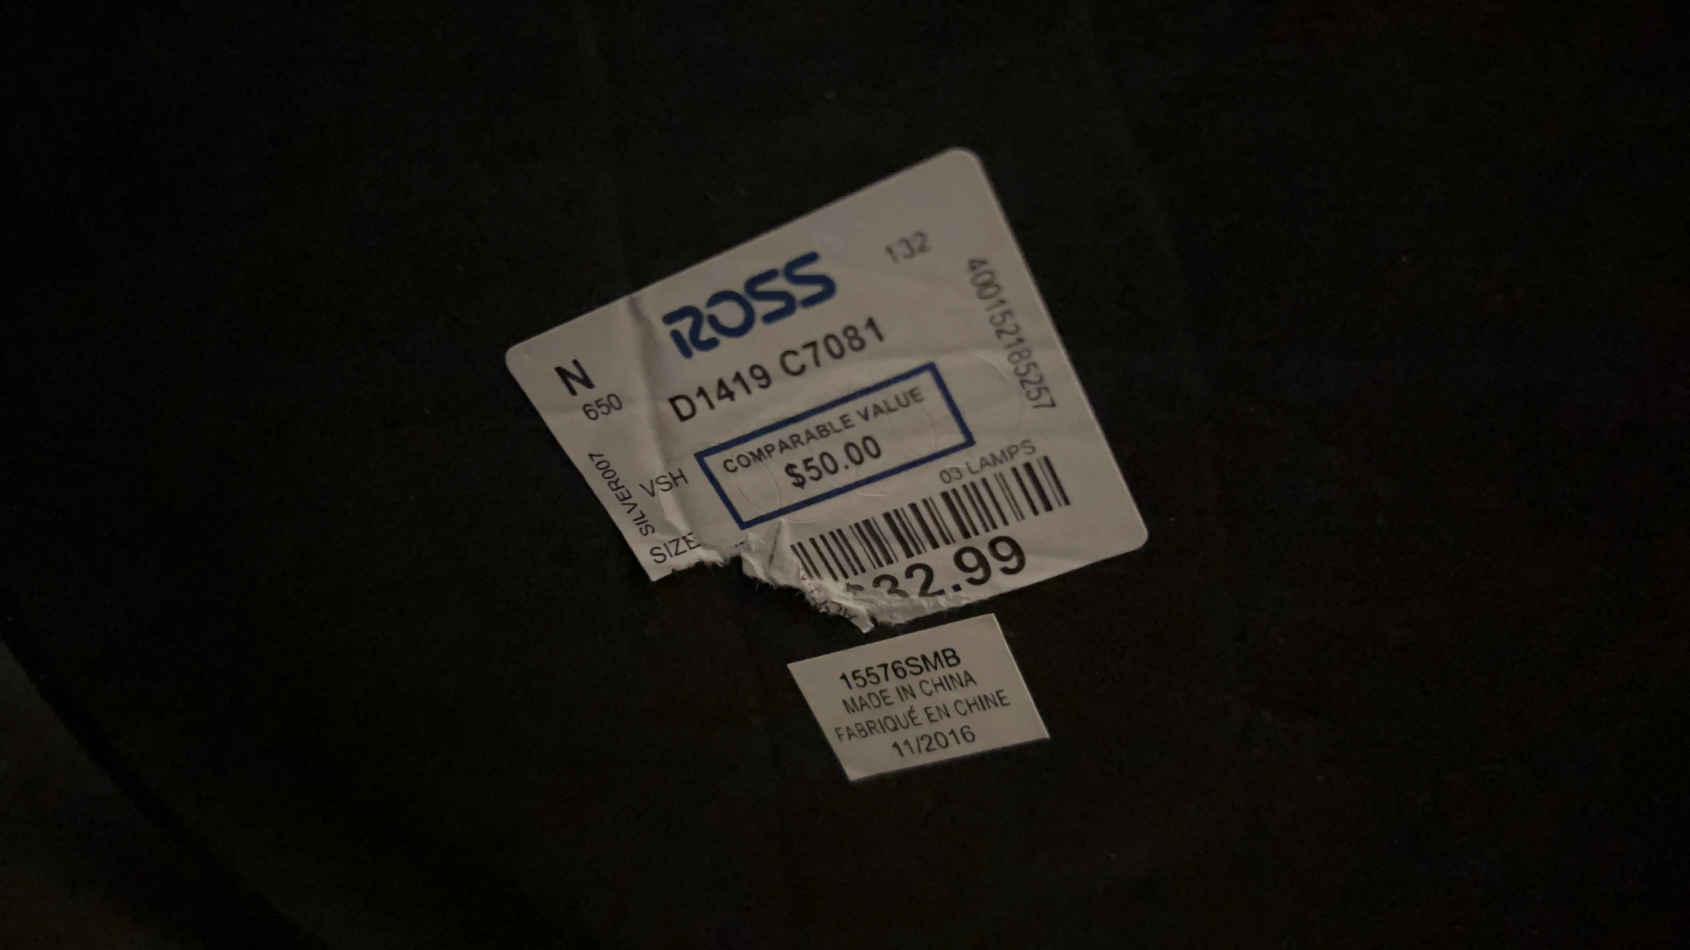 ROSS
132
N
650
D1419 C7081
400152185257
COMPARABLE VALUE
$50.00
VSH
SILVER007
SIZE
03 LAMPS
$32.99
15576SMB
MADE IN CHINA
FABRIQUÉ EN CHINE
11/2016